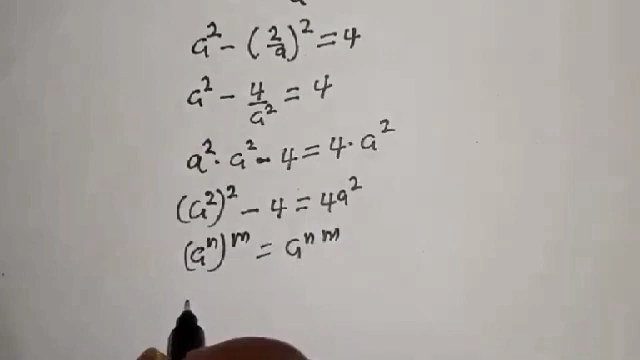 a² - (2/a)² = 4
a² - 4/a² = 4
a² · a² - 4 = 4 · a²
(a²)² - 4 = 4a²
(aⁿ)ᵐ = aⁿᵐ